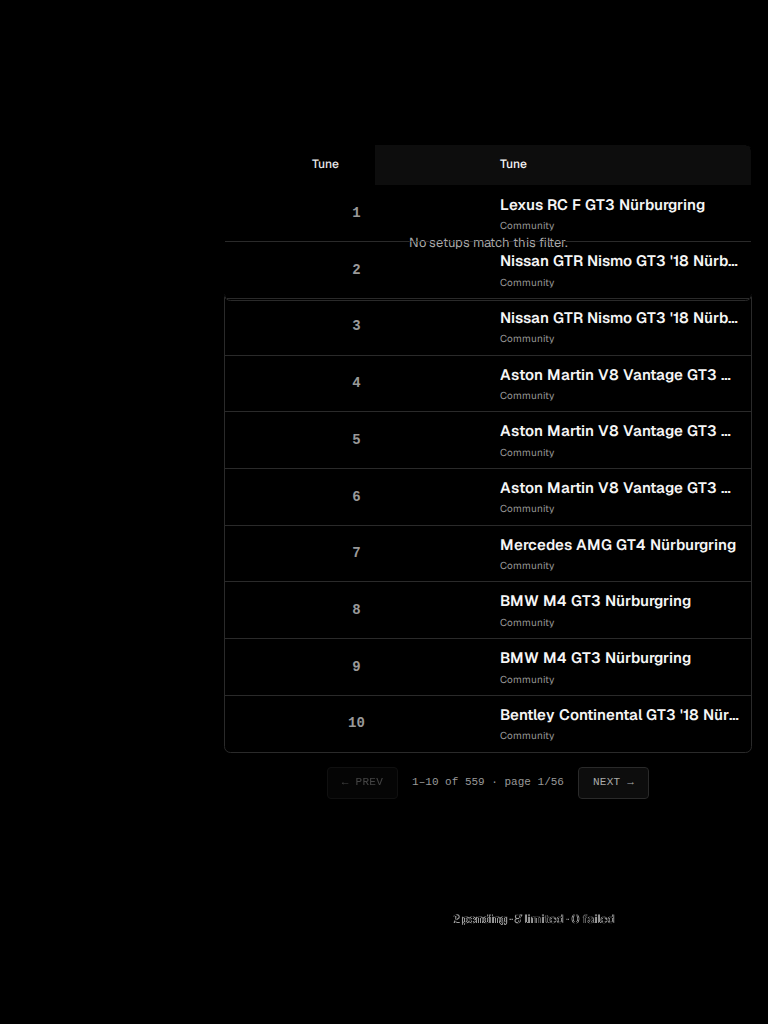 Tune Tune
1 Lexus RC F GT3 Nürburgring
Community
No setups match this filter.
2 Nissan GTR Nismo GT3 '18 Nürb...
Community
3 Nissan GTR Nismo GT3 '18 Nürb...
Community
4 Aston Martin V8 Vantage GT3 ...
Community
5 Aston Martin V8 Vantage GT3 ...
Community
6 Aston Martin V8 Vantage GT3 ...
Community
7 Mercedes AMG GT4 Nürburgring
Community
8 BMW M4 GT3 Nürburgring
Community
9 BMW M4 GT3 Nürburgring
Community
10 Bentley Continental GT3 '18 Nür...
Community
← PREV 1–10 of 559 · page 1/56 NEXT →
0 failed